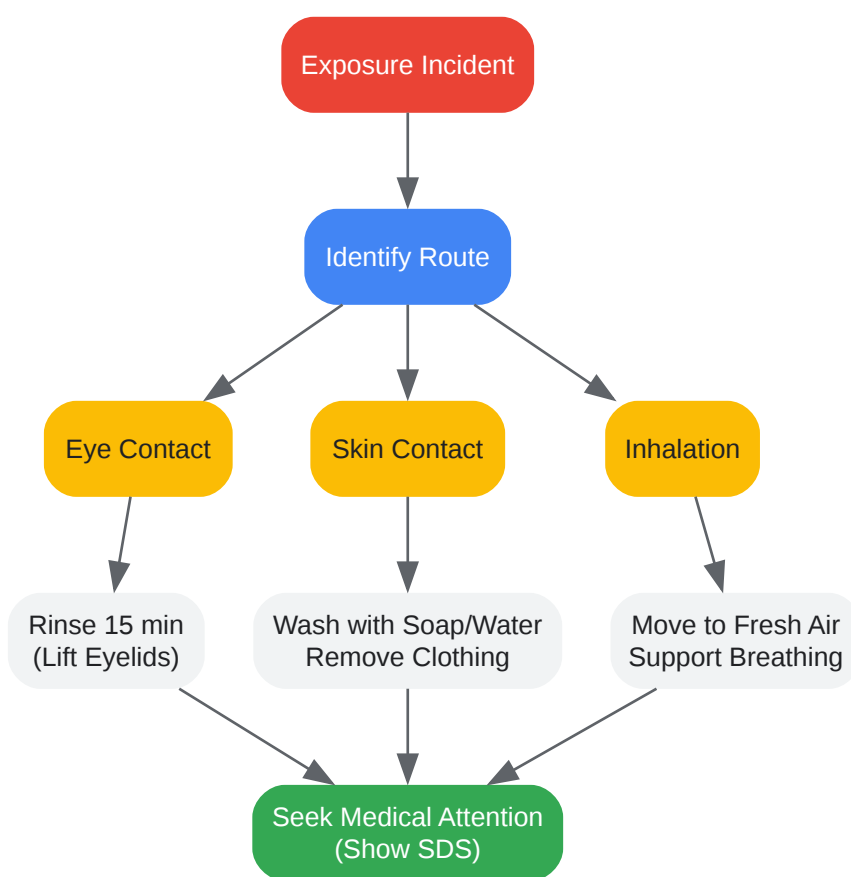 Exposure Incident
Identify Route
Eye Contact
Skin Contact
Inhalation
Rinse 15 min
(Lift Eyelids)
Wash with Soap/Water
Remove Clothing
Move to Fresh Air
Support Breathing
Seek Medical Attention
(Show SDS)